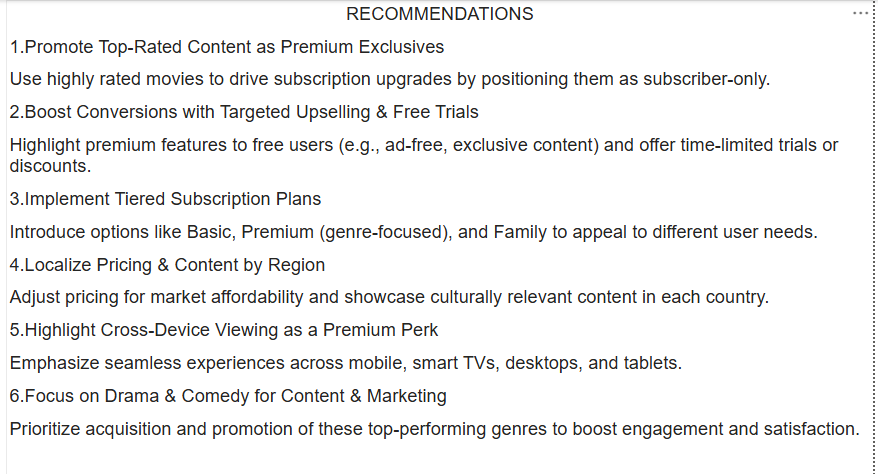 RECOMMENDATIONS
1.Promote Top-Rated Content as Premium Exclusives
Use highly rated movies to drive subscription upgrades by positioning them as subscriber-only.
2.Boost Conversions with Targeted Upselling & Free Trials
Highlight premium features to free users (e.g., ad-free, exclusive content) and offer time-limited trials or
discounts.
3.Implement Tiered Subscription Plans
Introduce options like Basic, Premium (genre-focused), and Family to appeal to different user needs.
4.Localize Pricing & Content by Region
Adjust pricing for market affordability and showcase culturally relevant content in each country.
5.Highlight Cross-Device Viewing as a Premium Perk
Emphasize seamless experiences across mobile, smart TVs, desktops, and tablets.
6.Focus on Drama & Comedy for Content & Marketing
Prioritize acquisition and promotion of these top-performing genres to boost engagement and satisfaction.